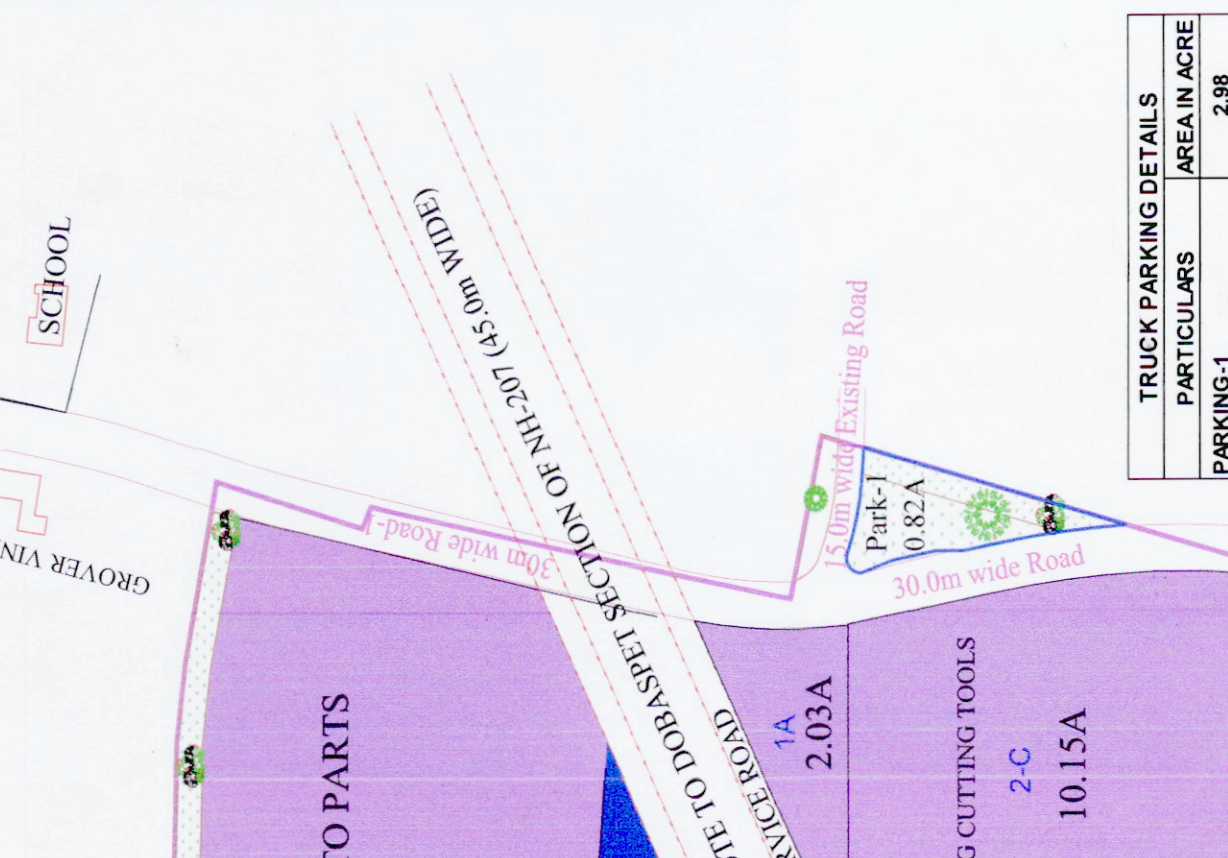 SCHOOL
GROVER VIN
30m wide Road-1
TE TO DOBASPET SECTION OF NH-207 (45.0m WIDE)
RVICE ROAD
TO PARTS
15.0m wide Existing Road
Park-1
0.82A
30.0m wide Road
1A
2.03A
G CUTTING TOOLS
2-C
10.15A
TRUCK PARKING DETAILS
PARTICULARS AREA IN ACRE
PARKING-1 2.98